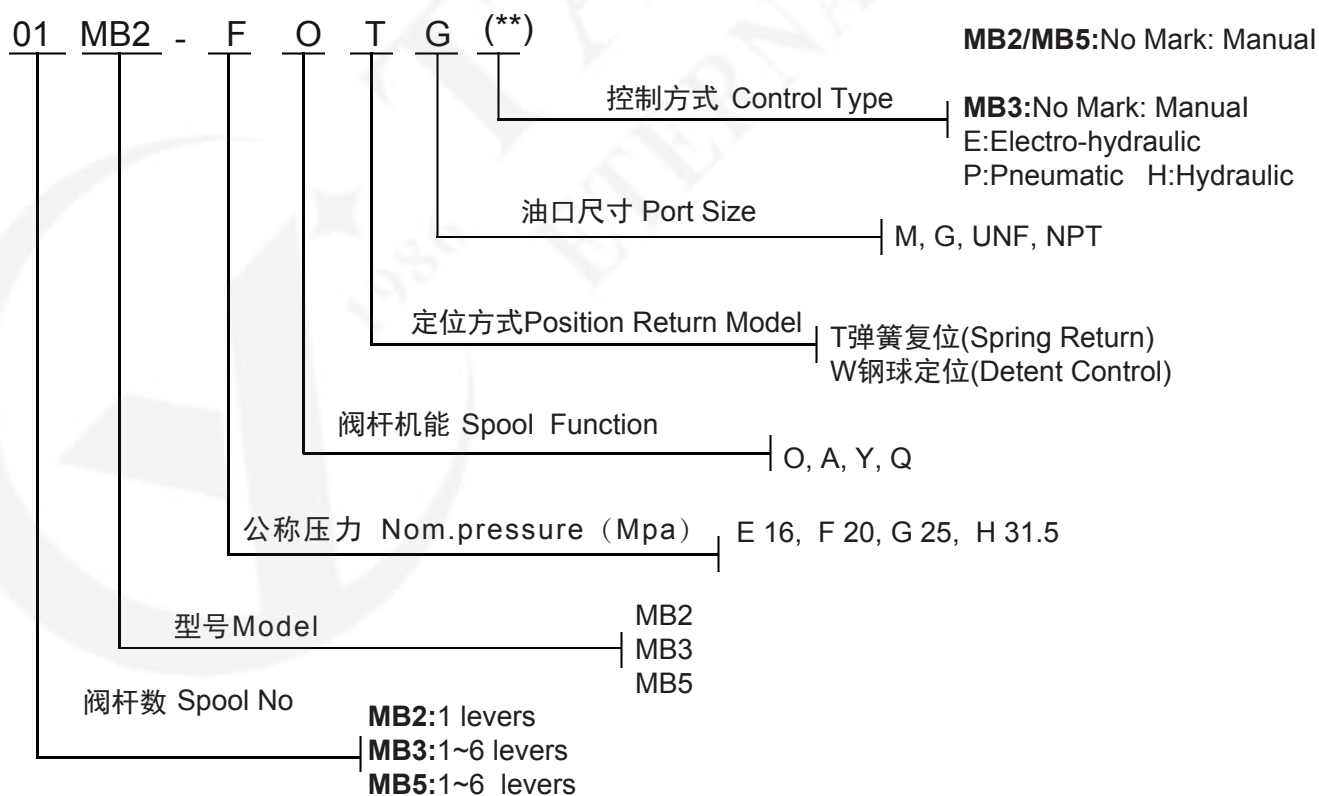 01 MB2 - F O T G (**)
MB2/MB5:No Mark: Manual
控制方式 Control Type
MB3:No Mark: Manual
E:Electro-hydraulic
P:Pneumatic H:Hydraulic
油口尺寸 Port Size
M, G, UNF, NPT
定位方式Position Return Model
T弹簧复位(Spring Return)
W钢球定位(Detent Control)
阀杆机能 Spool Function
O, A, Y, Q
公称压力 Nom.pressure（Mpa）
E 16, F 20, G 25, H 31.5
型号Model
MB2
MB3
MB5
阀杆数 Spool No
MB2:1 levers
MB3:1~6 levers
MB5:1~6 levers
1986